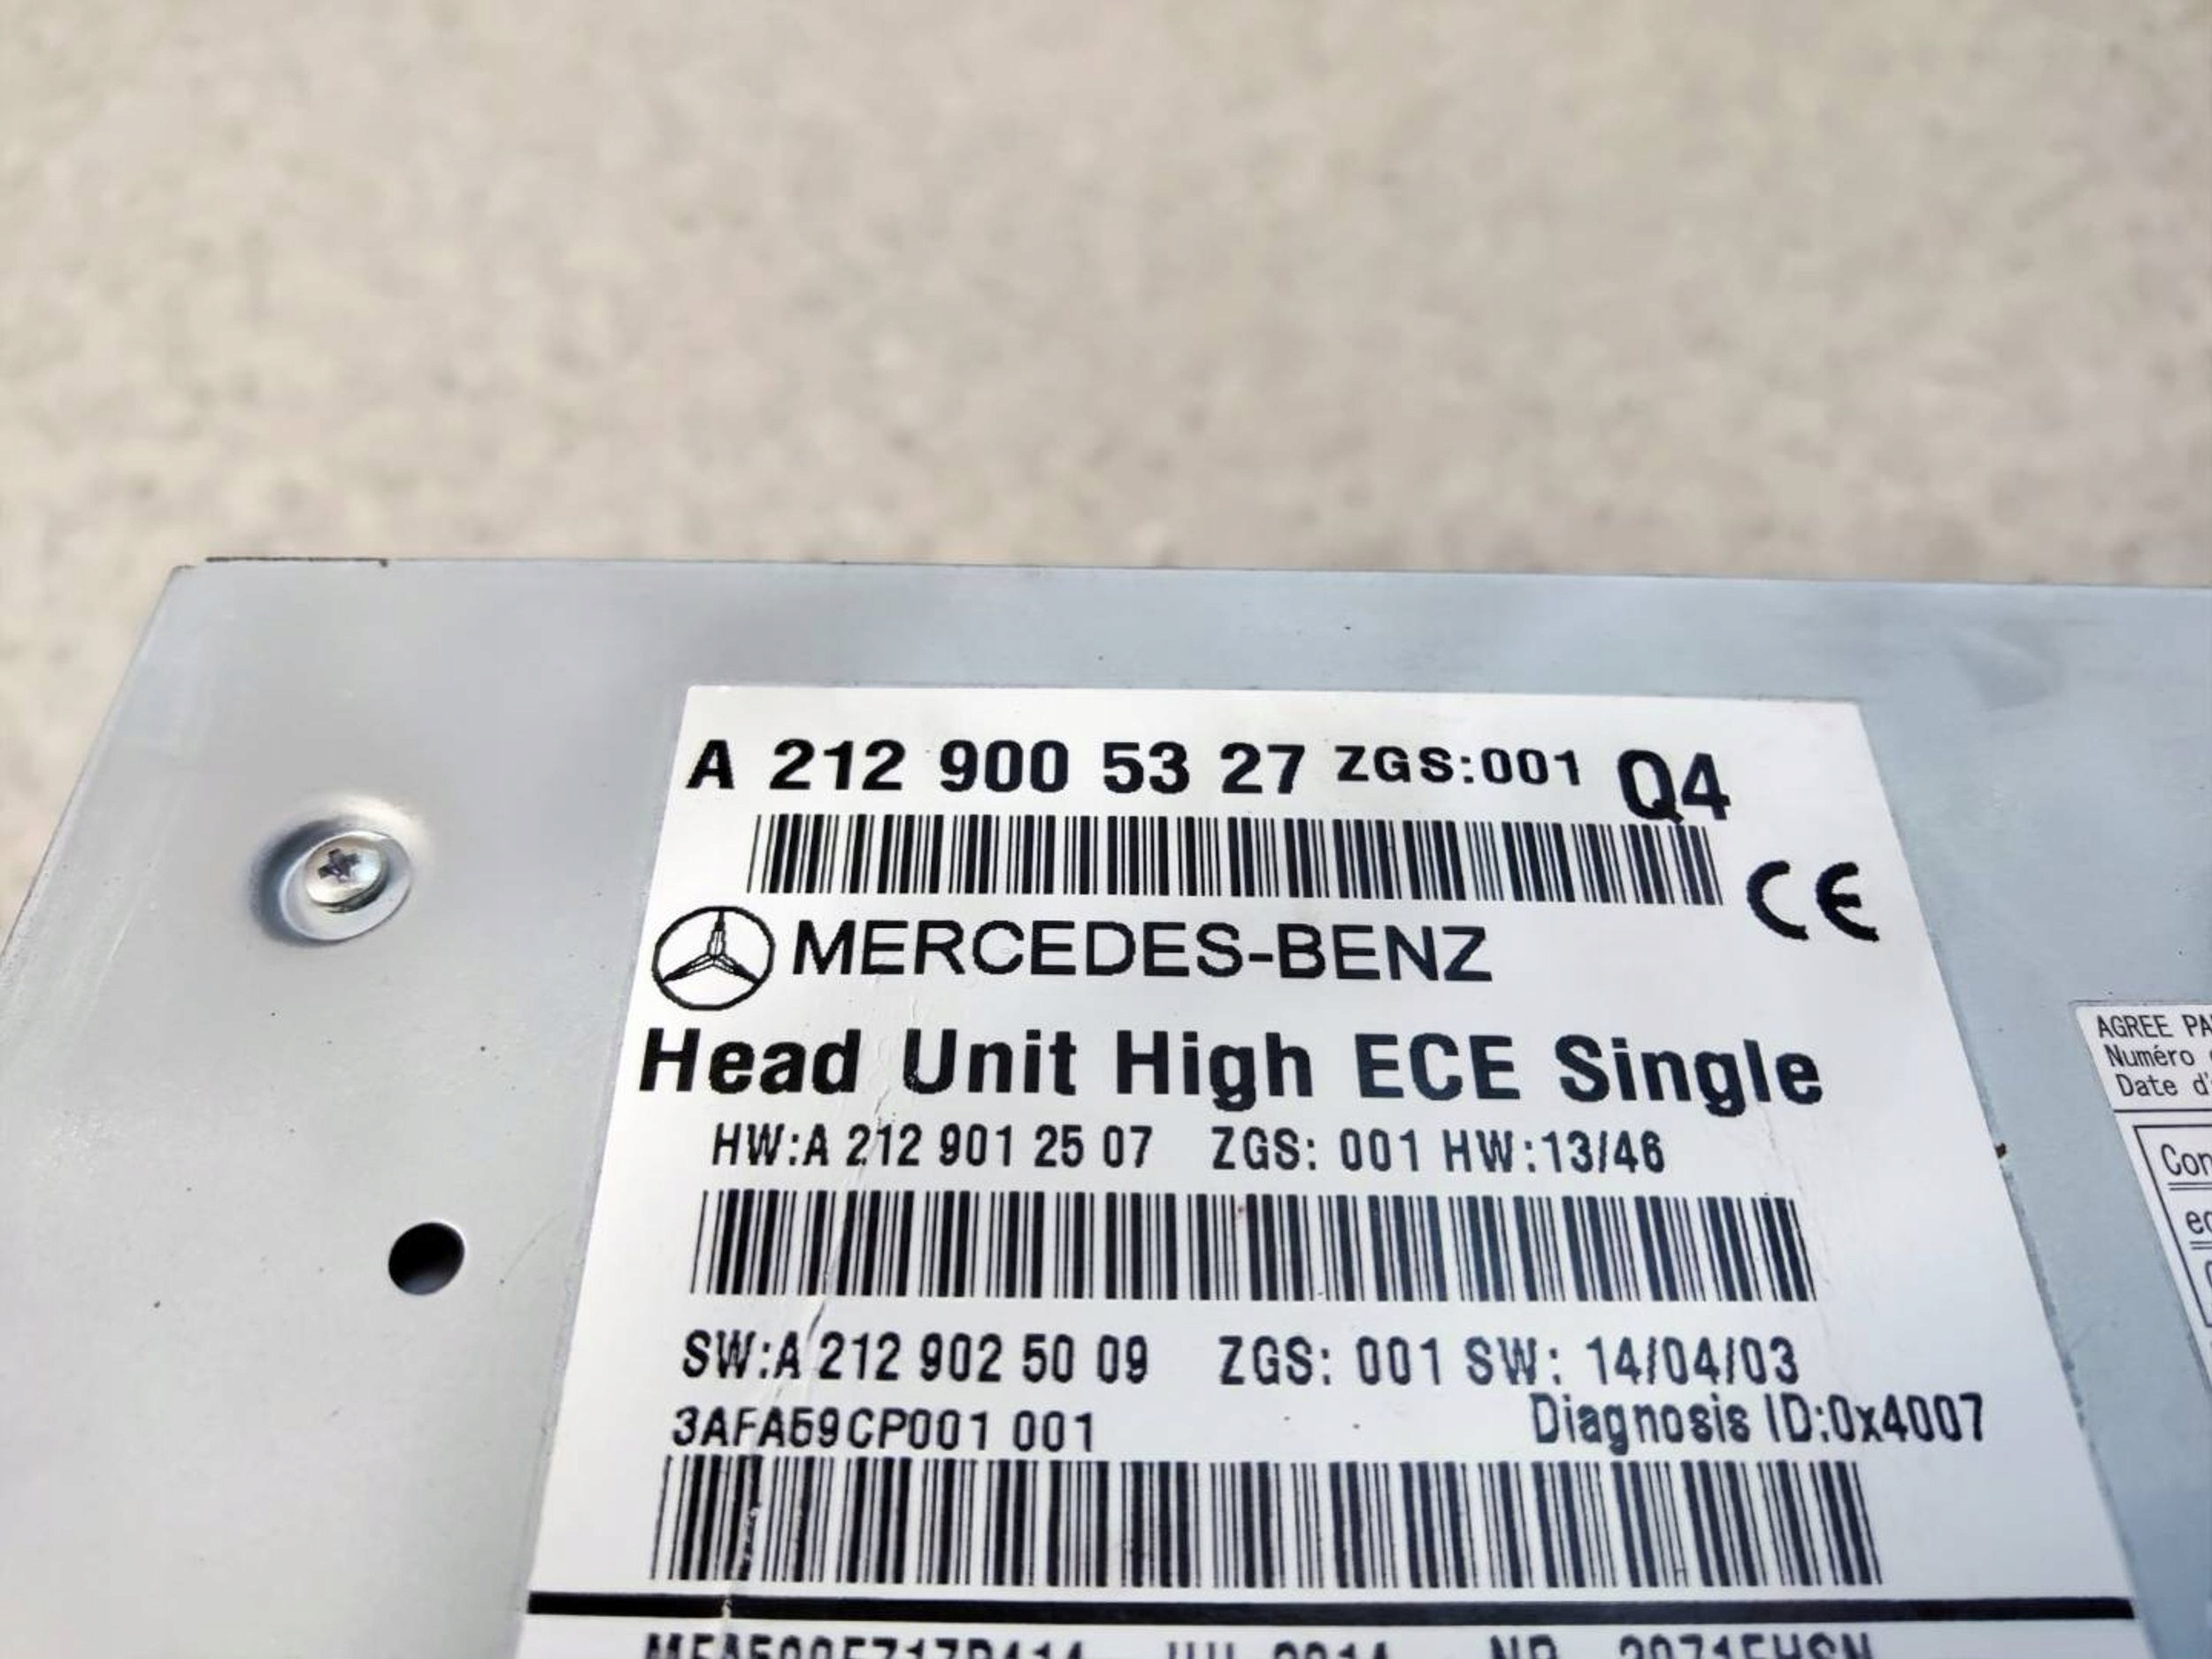 A 212 900 53 27 ZGS:001 Q4
CE
MERCEDES-BENZ
Head Unit High ECE Single
HW:A 212 901 25 07 ZGS: 001 HW:13/46
SW:A 212 902 50 09 ZGS: 001 SW: 14/04/03
3AFA59CP001 001 Diagnosis ID:0x4007
AGREE
Numéro
Date